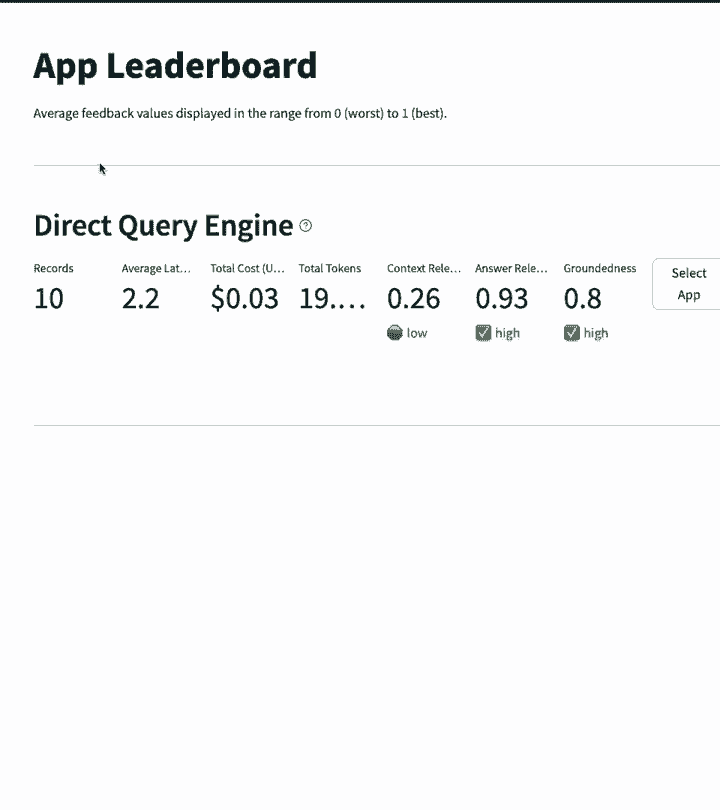 App Leaderboard
Average feedback values displayed in the range from 0 (worst) to 1 (best).
Direct Query Engine
Records Average Lat... Total Cost (U... Total Tokens Context Rele... Answer Rele... Groundedness
10 2.2 $0.03 19.... 0.26 0.93 0.8
low high high
Select
App